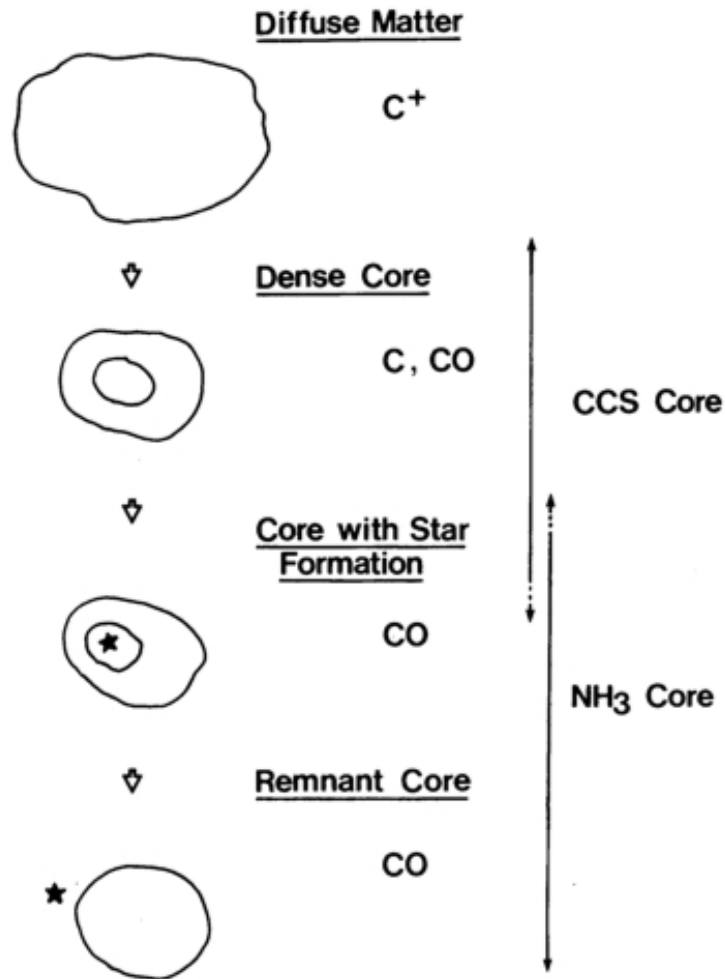 Diffuse Matter
C⁺
Dense Core
C, CO
CCS Core
Core with Star
Formation
CO
NH₃ Core
Remnant Core
CO